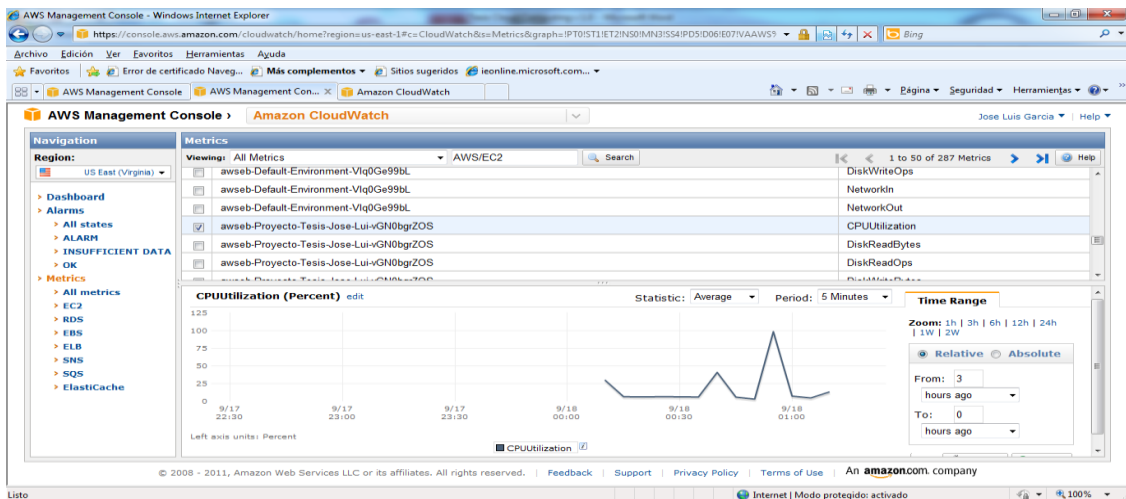 AWS Management Console - Windows Internet Explorer
https://console.aws.amazon.com/cloudwatch/home?region=us-east-1#c=CloudWatch&s=Metrics&graph=!PT0!ST1!ET2!NS0!MN3!SS4!PD5!D06!E07!VAAWS9
Bing
Archivo Edición Ver Favoritos Herramientas Ayuda
Favoritos Error de certificado Naveg... Más complementos Sitios sugeridos ieonline.microsoft.com...
AWS Management Console AWS Management Con... Amazon CloudWatch Página Seguridad Herramientas
AWS Management Console › Amazon CloudWatch Jose Luis Garcia | Help
Navigation
Region:
US East (Virginia)
› Dashboard
› Alarms
› All states
› ALARM
› INSUFFICIENT DATA
› OK
› Metrics
› All metrics
› EC2
› RDS
› EBS
› ELB
› SNS
› SQS
› ElastiCache
Metrics
Viewing: All Metrics AWS/EC2 Search 1 to 50 of 287 Metrics Help
awseb-Default-Environment-VIq0Ge99bL DiskWriteOps
awseb-Default-Environment-VIq0Ge99bL NetworkIn
awseb-Default-Environment-VIq0Ge99bL NetworkOut
awseb-Proyecto-Tesis-Jose-Lui-vGN0bgrZOS CPUUtilization
awseb-Proyecto-Tesis-Jose-Lui-vGN0bgrZOS DiskReadBytes
awseb-Proyecto-Tesis-Jose-Lui-vGN0bgrZOS DiskReadOps
awseb-Proyecto-Tesis-Jose-Lui-vGN0bgrZOS DiskWriteBytes
CPUUtilization (Percent) edit Statistic: Average Period: 5 Minutes
125
100
75
50
25
0
9/17 22:30
9/17 23:00
9/17 23:30
9/18 00:00
9/18 00:30
9/18 01:00
Left axis units: Percent
CPUUtilization
Time Range
Zoom: 1h | 3h | 6h | 12h | 24h
| 1W | 2W
Relative Absolute
From: 3
hours ago
To: 0
hours ago
© 2008 - 2011, Amazon Web Services LLC or its affiliates. All rights reserved. | Feedback | Support | Privacy Policy | Terms of Use | An amazon.com. company
Listo Internet | Modo protegido: activado 100%